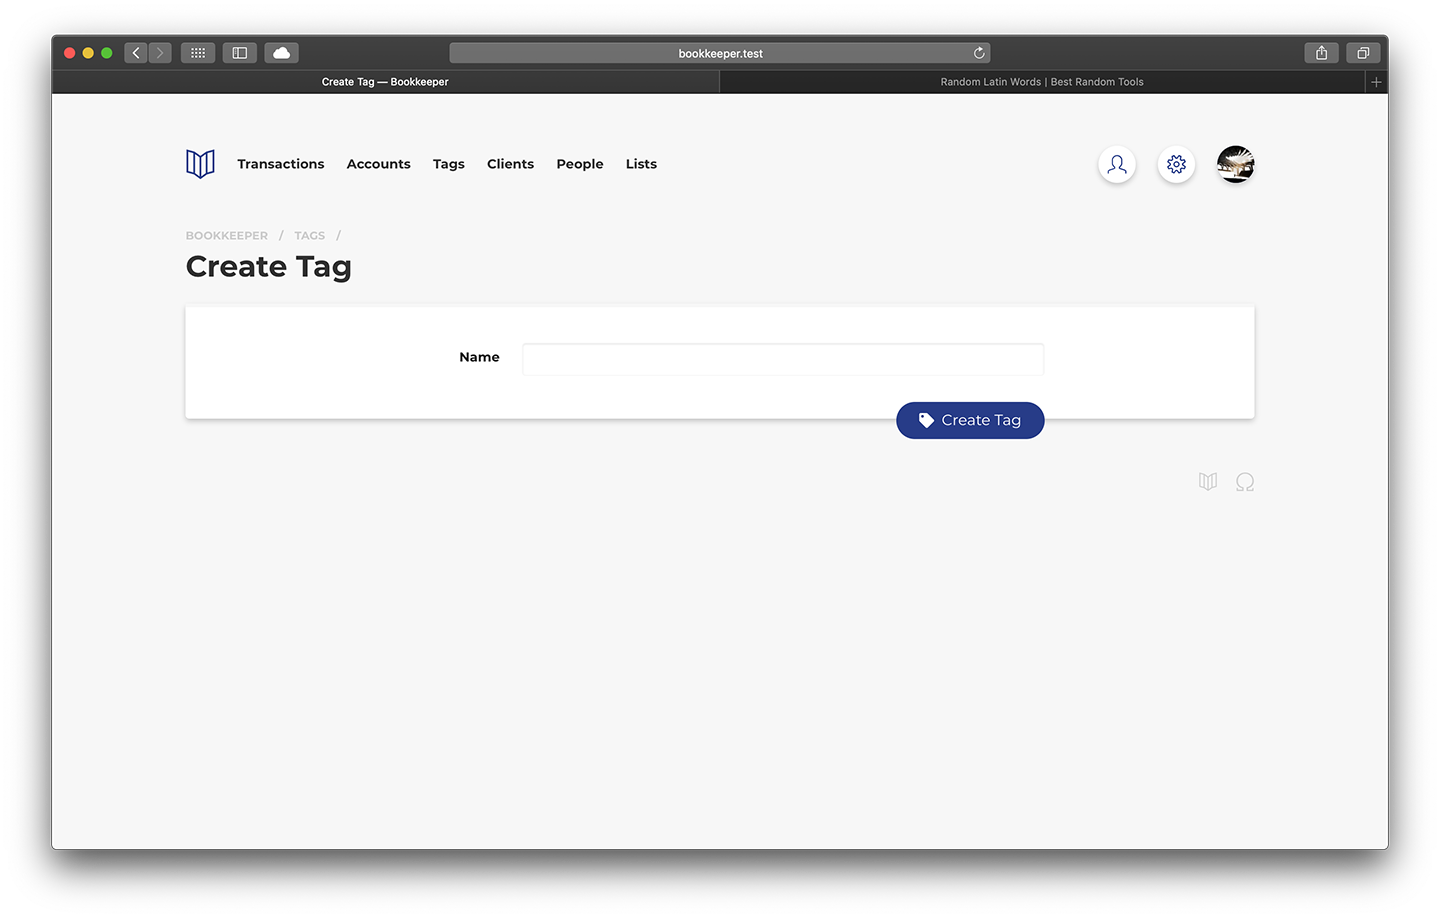 bookkeeper.test
Create Tag — Bookkeeper
Random Latin Words | Best Random Tools
Transactions Accounts Tags Clients People Lists
BOOKKEEPER / TAGS /
Create Tag
Name
Create Tag